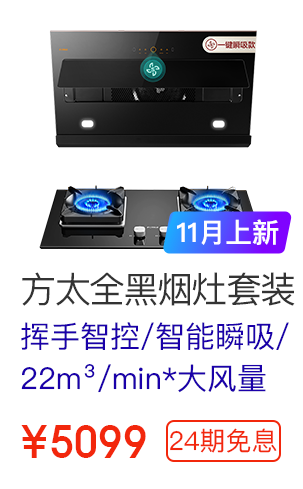 一键瞬吸款
11月上新
方太全黑烟灶套装
挥手智控/智能瞬吸/
22m³/min*大风量
¥5099
24期免息